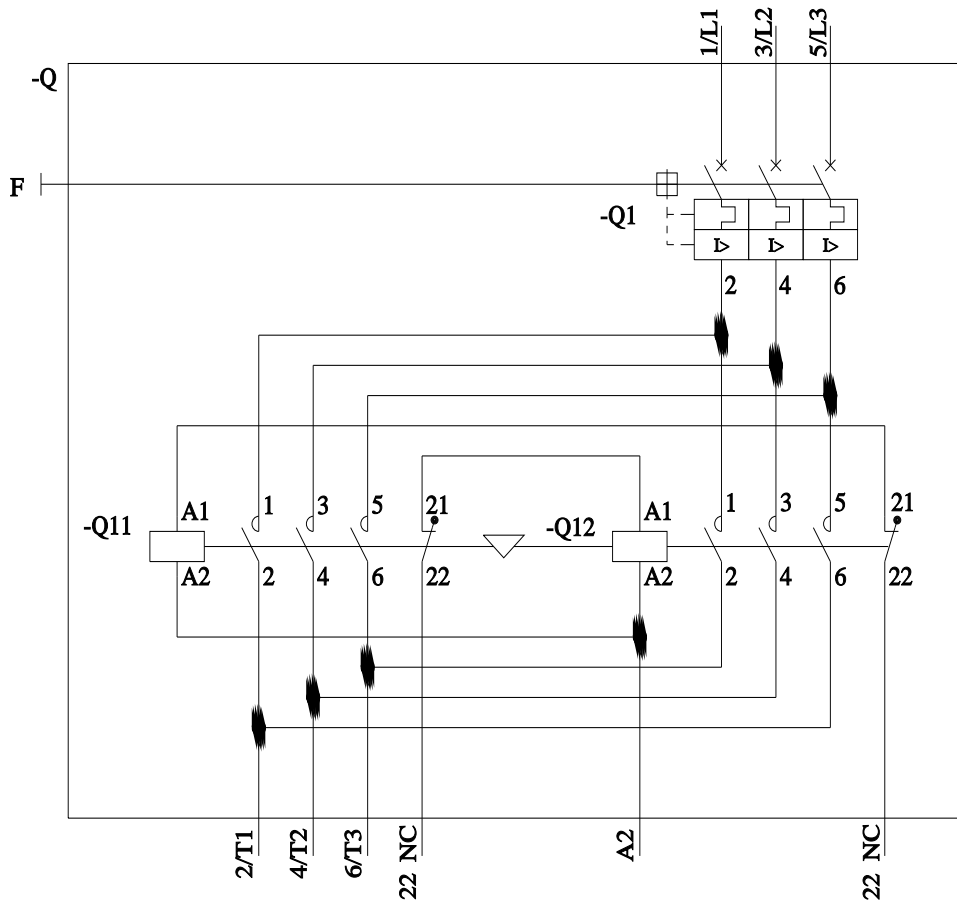 1/L1 3/L2 5/L3
-Q
F
-Q1
I> I> I>
2 4 6
1 3 5 21 1 3 5 21
-Q11 A1 -Q12 A1
A2 2 4 6 22 A2 2 4 6 22
2/T1 4/T2 6/T3 22 NC A2 22 NC